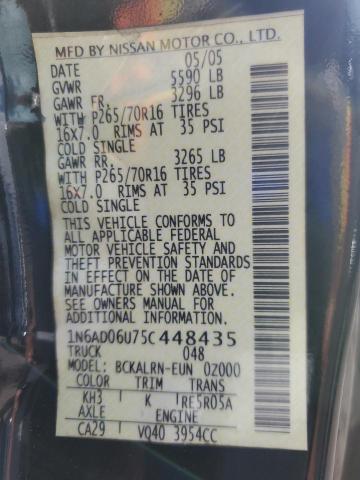 MFD BY NISSAN MOTOR CO., LTD.
DATE 05/05
GVWR 5590 LB
GAWR FR. 3296 LB
WITH P265/70R16 TIRES
16X7.0 RIMS AT 35 PSI
COLD SINGLE
GAWR RR. 3265 LB
WITH P265/70R16 TIRES
16X7.0 RIMS AT 35 PSI
COLD SINGLE
THIS VEHICLE CONFORMS TO
ALL APPLICABLE FEDERAL
MOTOR VEHICLE SAFETY AND
THEFT PREVENTION STANDARDS
IN EFFECT ON THE DATE OF
MANUFACTURE SHOWN ABOVE.
SEE OWNERS MANUAL FOR
ADDITIONAL INFORMATION.
1N6AD06U75C448435
TRUCK 048
MODEL: BCKALRN-EUN 0Z000
COLOR TRIM TRANS
KH3 K RE5R05A
AXLE ENGINE
CA29 VQ40 3954CC